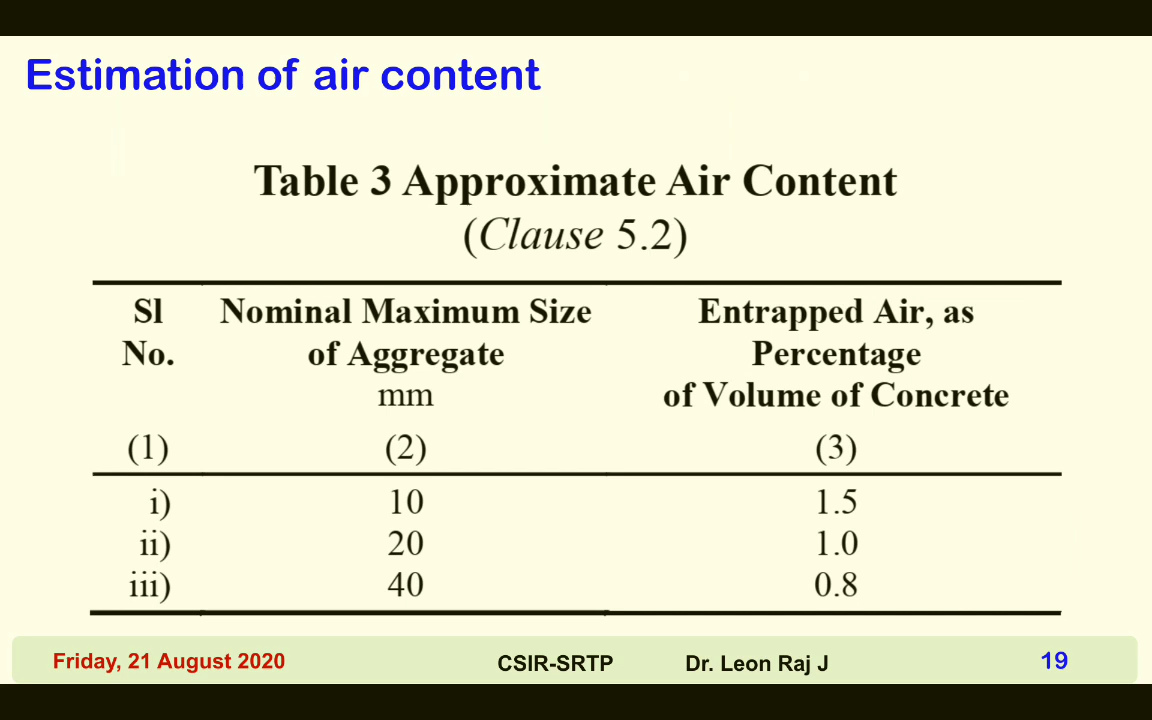 Estimation of air content
Table 3 Approximate Air Content
(Clause 5.2)
Sl Nominal Maximum Size Entrapped Air, as
No. of Aggregate Percentage
mm of Volume of Concrete
(1) (2) (3)
i) 10 1.5
ii) 20 1.0
iii) 40 0.8
Friday, 21 August 2020 CSIR-SRTP Dr. Leon Raj J 19